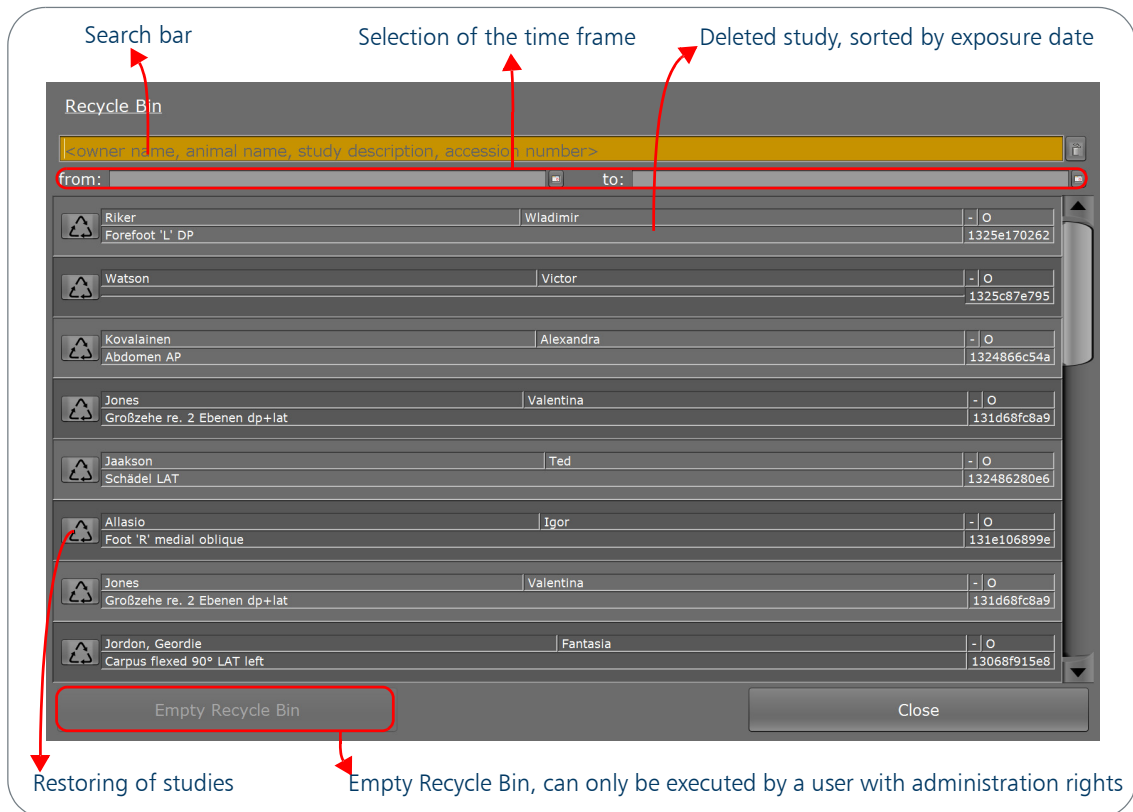 Search bar
Selection of the time frame
Deleted study, sorted by exposure date
Recycle Bin
<owner name, animal name, study description, accession number>
from: to:
Riker Wladimir - O
Forefoot 'L' DP 1325e170262
Watson Victor - O
1325c87e795
Kovalainen Alexandra - O
Abdomen AP 1324866c54a
Jones Valentina - O
Großzehe re. 2 Ebenen dp+lat 131d68fc8a9
Jaakson Ted - O
Schädel LAT 132486280e6
Allasio Igor - O
Foot 'R' medial oblique 131e106899e
Jones Valentina - O
Großzehe re. 2 Ebenen dp+lat 131d68fc8a9
Jordon, Geordie Fantasia - O
Carpus flexed 90° LAT left 13068f915e8
Empty Recycle Bin Close
Restoring of studies
Empty Recycle Bin, can only be executed by a user with administration rights